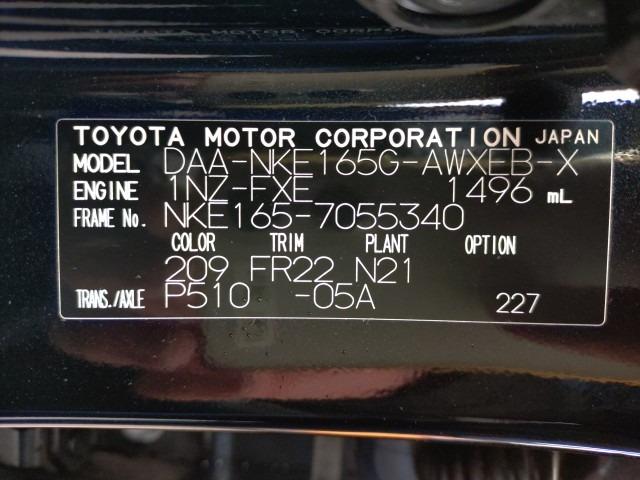 TOYOTA MOTOR CORPORATION JAPAN
MODEL DAA-NKE165G-AWXEB-X
ENGINE 1NZ-FXE 1496 mL
FRAME No. NKE165-7055340
COLOR TRIM PLANT OPTION
209 FR22 N21
TRANS./AXLE P510 -05A 227